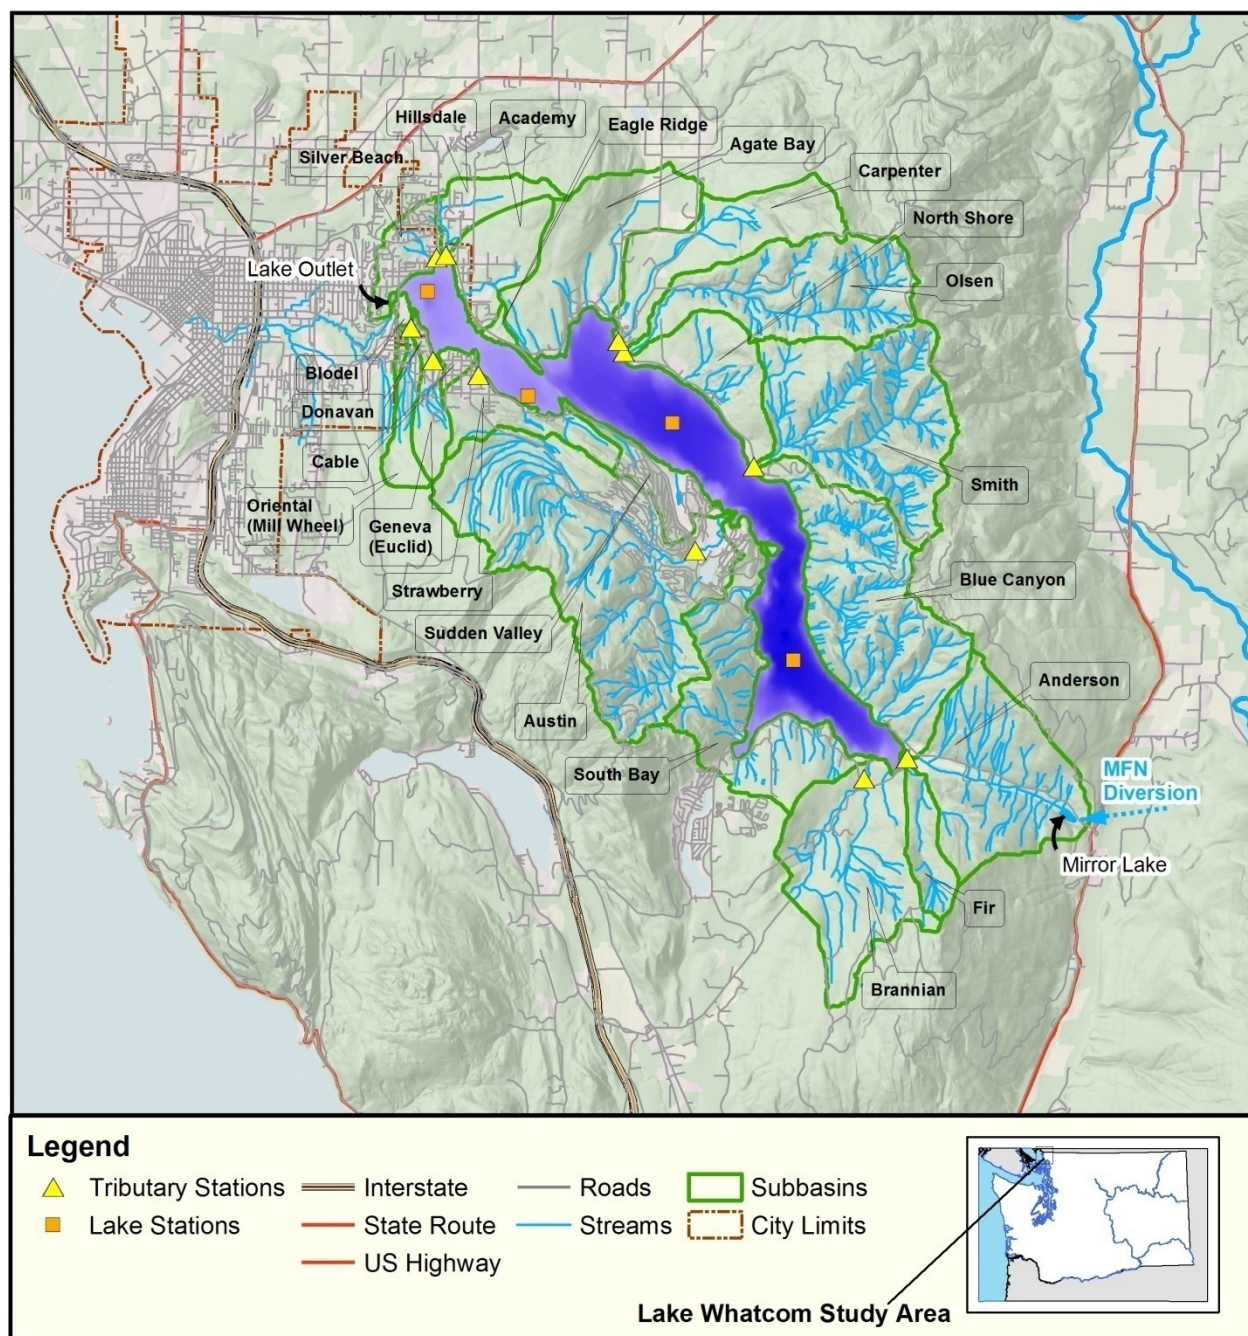 Hillsdale
Academy
Eagle Ridge
Agate Bay
Silver Beach
Carpenter
North Shore
Lake Outlet
Olsen
Blodel
Donavan
Cable
Smith
Oriental
(Mill Wheel)
Geneva
(Euclid)
Blue Canyon
Strawberry
Sudden Valley
Anderson
Austin
South Bay
MFN
Diversion
Mirror Lake
Fir
Brannian
Legend
Tributary Stations
Interstate
Roads
Subbasins
Lake Stations
State Route
Streams
City Limits
US Highway
Lake Whatcom Study Area